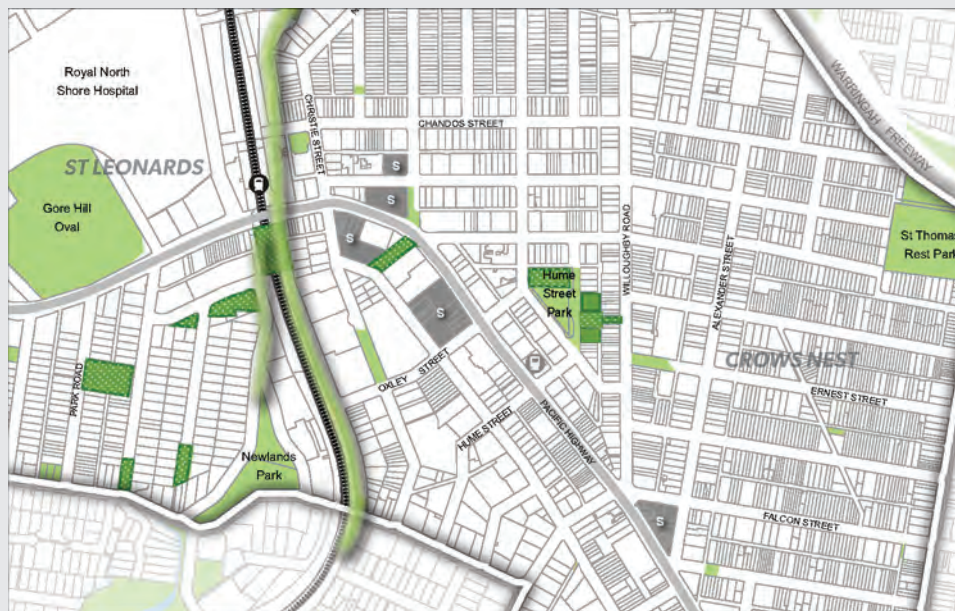 Royal North
Shore Hospital
ST LEONARDS
Gore Hill
Oval
CHRISTIE STREET
CHANDOS STREET
WARRINGAH FREEWAY
S
S
S
S
St Thomas
Rest Park
WILLOUGHBY ROAD
ALEXANDER STREET
Hume
Street
Park
CROWS NEST
PARK ROAD
OXLEY STREET
ERNEST STREET
HUME STREET
PACIFIC HIGHWAY
Newlands
Park
S
FALCON STREET